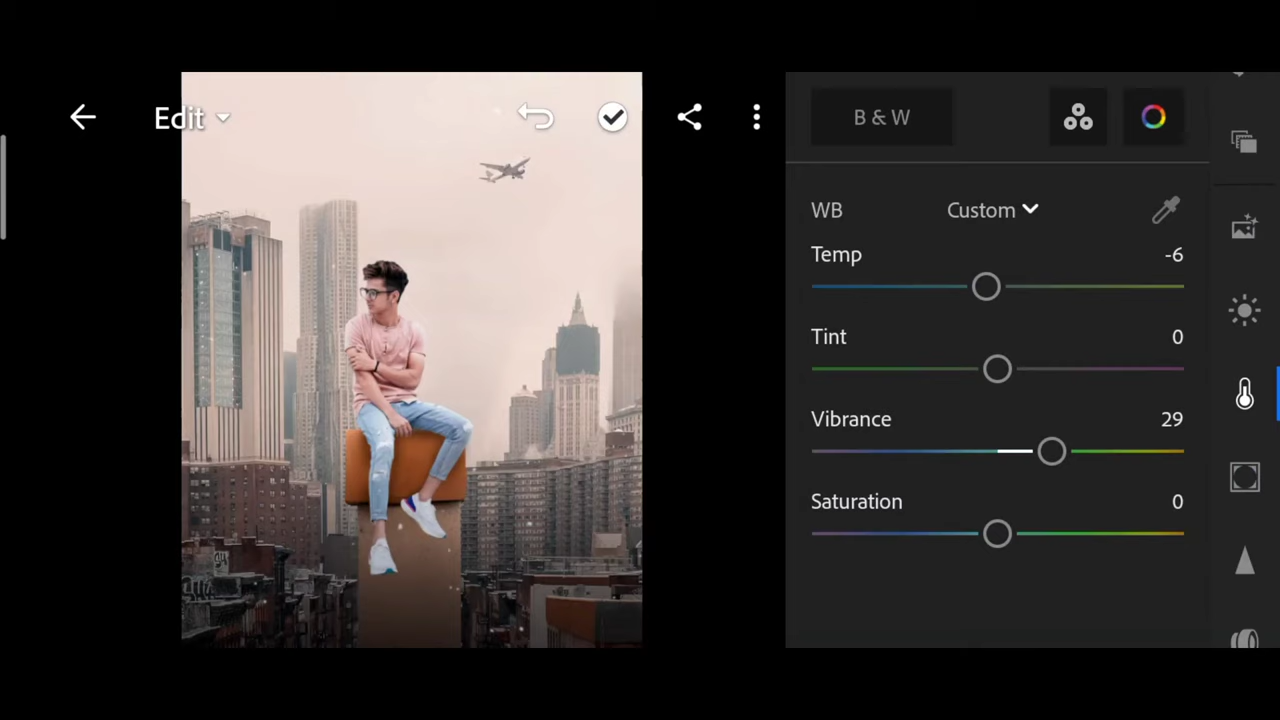 Edit
B & W
WB Custom
Temp -6
Tint 0
Vibrance 29
Saturation 0